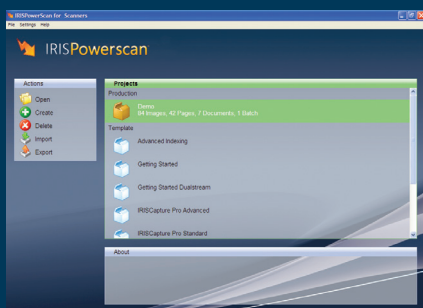 IRISPowerScan for Scanners
File Settings Help
IRISPowerscan
Actions
Open
Create
Delete
Import
Export
Projects
Production
Demo
84 Images, 42 Pages, 7 Documents, 1 Batch
Template
Advanced Indexing
Getting Started
Getting Started Dualstream
IRISCapture Pro Advanced
IRISCapture Pro Standard
About